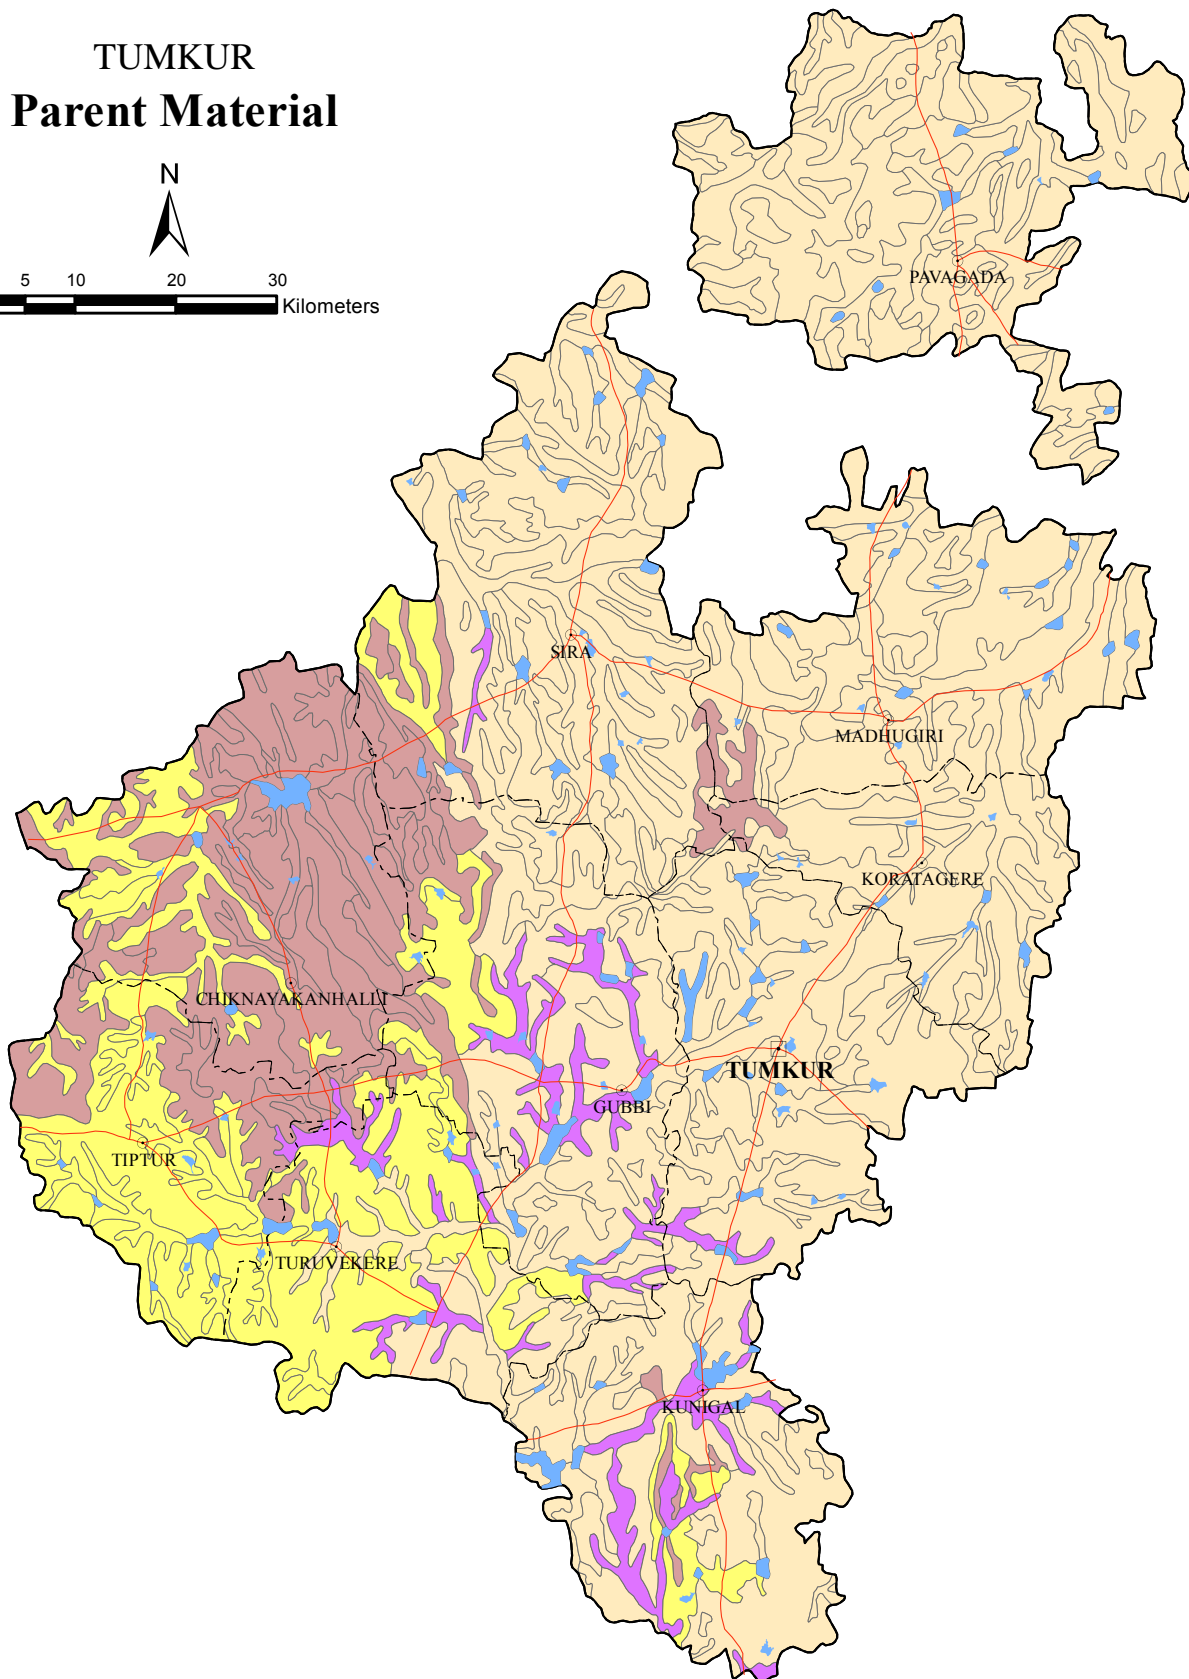 TUMKUR
Parent Material
N
5 10 20 30
Kilometers
PAVAGADA
SIRA
MADHUGIRI
KORATAGERE
CHIKNAYAKANHALLI
TUMKUR
GUBBI
TIPTUR
TURUVEKERE
KUNIGAL